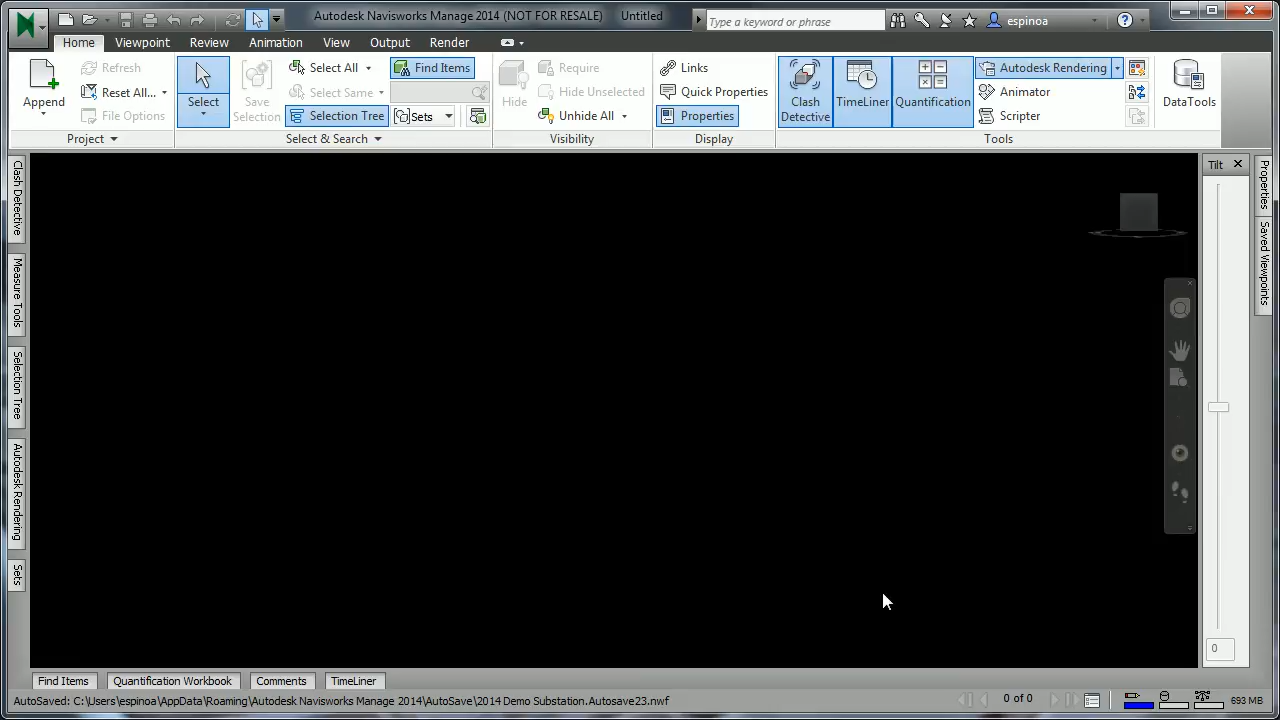 Autodesk Navisworks Manage 2014 (NOT FOR RESALE) Untitled
Type a keyword or phrase
espinoa
Home Viewpoint Review Animation View Output Render
Append
Refresh
Reset All...
File Options
Project
Select
Save Selection
Select All
Select Same
Selection Tree
Find Items
Sets
Select & Search
Hide
Require
Hide Unselected
Unhide All
Visibility
Links
Quick Properties
Properties
Display
Clash Detective
TimeLiner
Quantification
Autodesk Rendering
Animator
Scripter
Tools
DataTools
Clash Detective
Measure Tools
Selection Tree
Autodesk Rendering
Sets
Tilt
0
Properties
Saved Viewpoints
Find Items Quantification Workbook Comments TimeLiner
AutoSaved: C:\Users\espinoa\AppData\Roaming\Autodesk Navisworks Manage 2014\AutoSave\2014 Demo Substation.Autosave23.nwf
0 of 0
693 MB